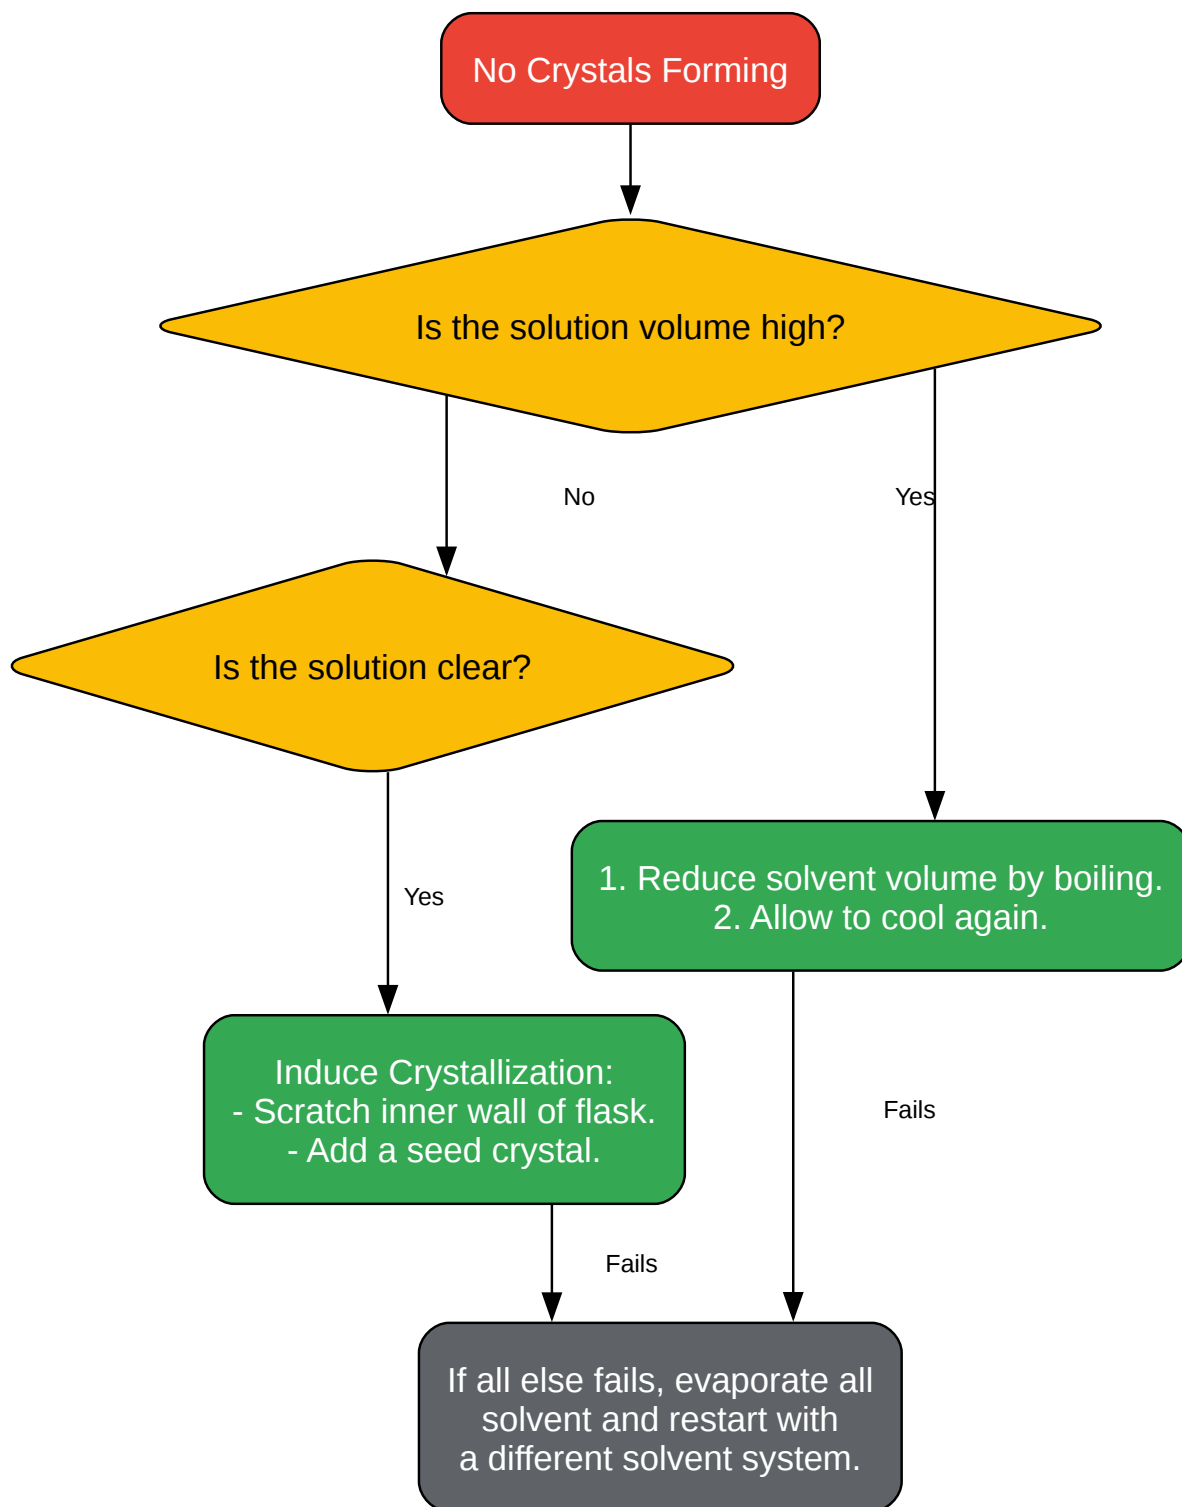 No Crystals Forming
Is the solution volume high?
No
Yes
Is the solution clear?
Yes
1. Reduce solvent volume by boiling.
2. Allow to cool again.
Induce Crystallization:
- Scratch inner wall of flask.
- Add a seed crystal.
Fails
Fails
If all else fails, evaporate all
solvent and restart with
a different solvent system.